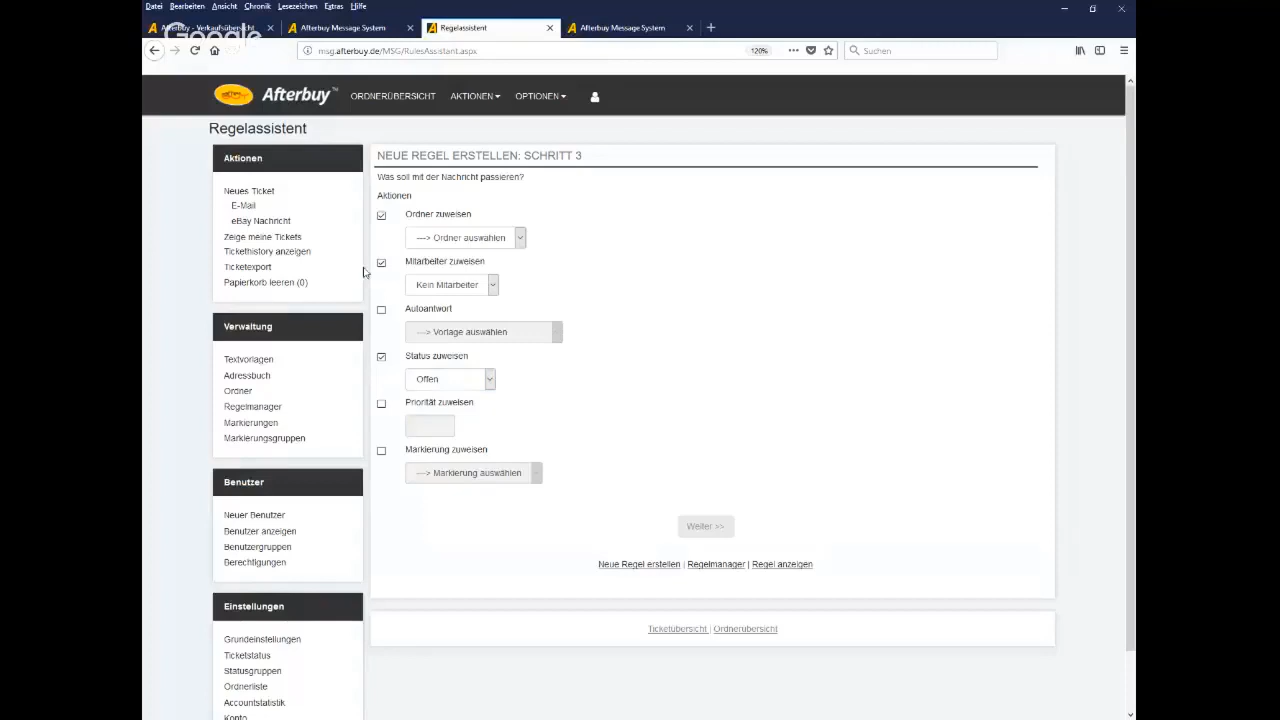 Datei Bearbeiten Ansicht Chronik Lesezeichen Extras Hilfe
Google
Afterbuy - Verkaufsübersicht
Afterbuy Message System
Regelassistent
Afterbuy Message System
msg.afterbuy.de/MSG/RulesAssistant.aspx
120%
Suchen
Afterbuy™
ORDNERÜBERSICHT AKTIONEN OPTIONEN
Regelassistent
Aktionen
Neues Ticket
E-Mail
eBay Nachricht
Zeige meine Tickets
Tickethistory anzeigen
Ticketexport
Papierkorb leeren (0)
Verwaltung
Textvorlagen
Adressbuch
Ordner
Regelmanager
Markierungen
Markierungsgruppen
Benutzer
Neuer Benutzer
Benutzer anzeigen
Benutzergruppen
Berechtigungen
Einstellungen
Grundeinstellungen
Ticketstatus
Statusgruppen
Ordnerliste
Accountstatistik
Konto
NEUE REGEL ERSTELLEN: SCHRITT 3
Was soll mit der Nachricht passieren?
Aktionen
Ordner zuweisen
---> Ordner auswählen
Mitarbeiter zuweisen
Kein Mitarbeiter
Autoantwort
---> Vorlage auswählen
Status zuweisen
Offen
Priorität zuweisen
Markierung zuweisen
---> Markierung auswählen
Weiter >>
Neue Regel erstellen | Regelmanager | Regel anzeigen
Ticketübersicht | Ordnerübersicht